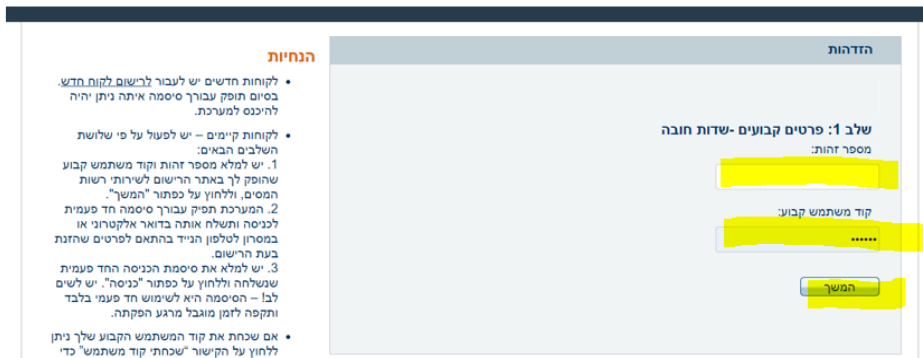 הזדהות
שלב 1: פרטים קבועים -שדות חובה
מספר זהות:
קוד משתמש קבוע:
••••••
המשך
הנחיות
• לקוחות חדשים יש לעבור לרישום לקוח חדש.
בסיום תופק עבורך סיסמה איתה ניתן יהיה
להיכנס למערכת.
• לקוחות קיימים – יש לפעול על פי שלושת
השלבים הבאים:
1. יש למלא מספר זהות וקוד משתמש קבוע
שהופק לך באתר הרישום לשירותי רשות
המסים, וללחוץ על כפתור "המשך".
2. המערכת תפיק עבורך סיסמה חד פעמית
לכניסה ותשלח אותה בדואר אלקטרוני או
במסרון לטלפון הנייד בהתאם לפרטים שהזנת
בעת הרישום.
3. יש למלא את סיסמת הכניסה החד פעמית
שנשלחה וללחוץ על כפתור "כניסה". יש לשים
לב! – הסיסמה היא לשימוש חד פעמי בלבד
ותקפה לזמן מוגבל מרגע הפקתה.
• אם שכחת את קוד המשתמש הקבוע שלך ניתן
ללחוץ על הקישור "שכחתי קוד משתמש" כדי